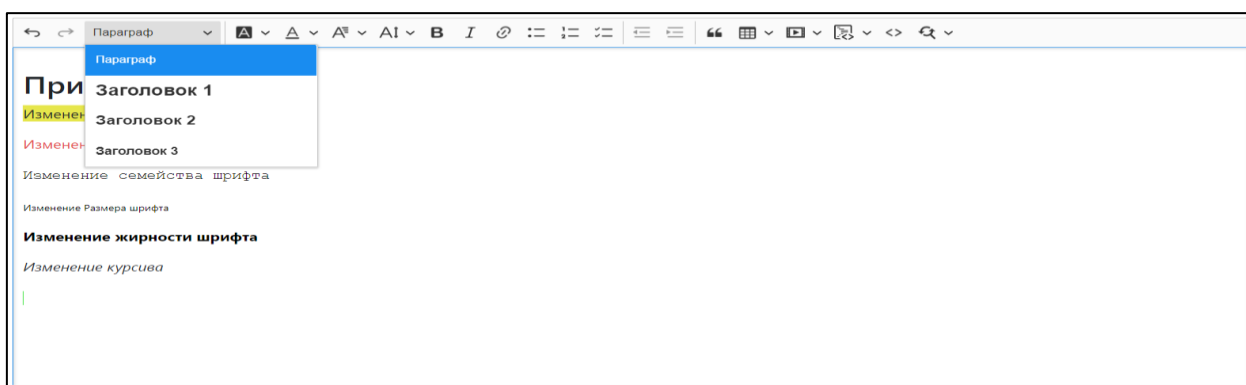 Параграф
Параграф
При
Заголовок 1
Изменен
Заголовок 2
Изменен
Заголовок 3
Изменение семейства шрифта
Изменение Размера шрифта
Изменение жирности шрифта
Изменение курсива